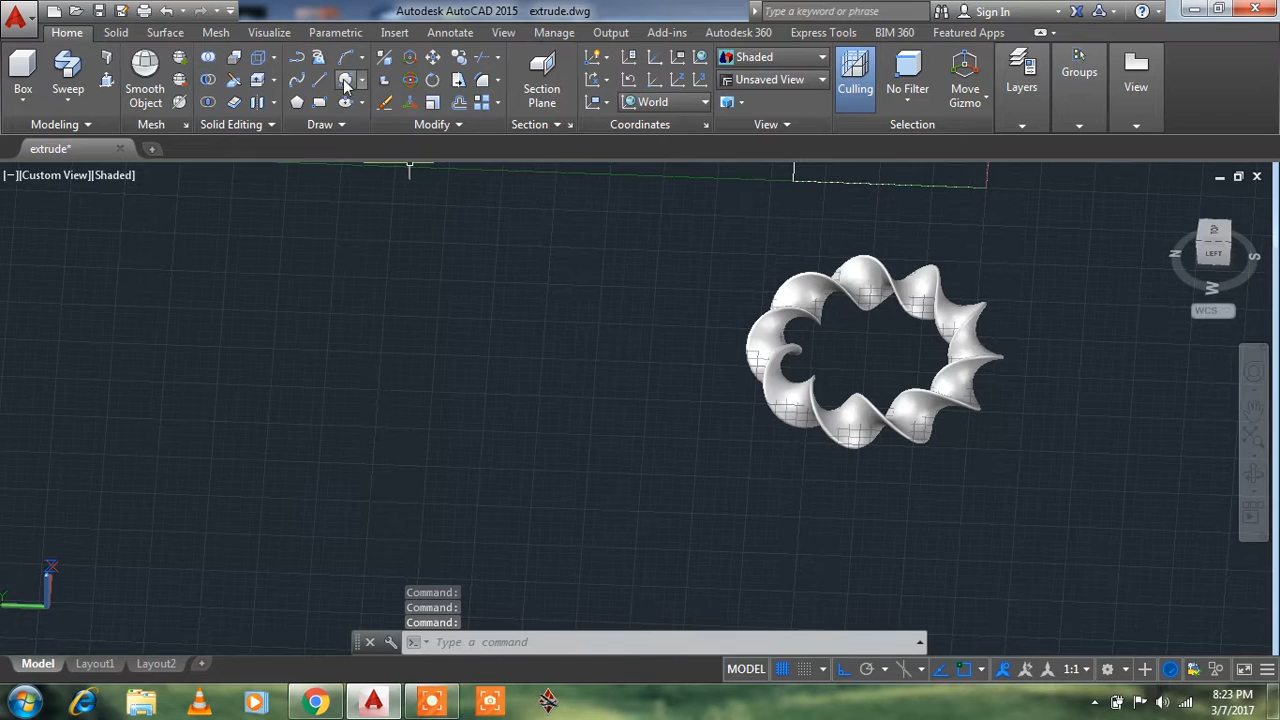 Autodesk AutoCAD 2015 extrude.dwg
Type a keyword or phrase
Sign In
Home Solid Surface Mesh Visualize Parametric Insert Annotate View Manage Output Add-ins Autodesk 360 Express Tools BIM 360 Featured Apps
Box
Sweep
Smooth Object
Section Plane
Shaded
Unsaved View
World
Culling
No Filter
Move Gizmo
Layers
Groups
View
Modeling Mesh Solid Editing Draw Modify Section Coordinates View Selection
extrude*
[−][Custom View][Shaded]
TOP
LEFT
N
S
W
WCS
Y
Command:
Command:
Command:
Type a command
Model Layout1 Layout2
MODEL
1:1
8:23 PM
3/7/2017